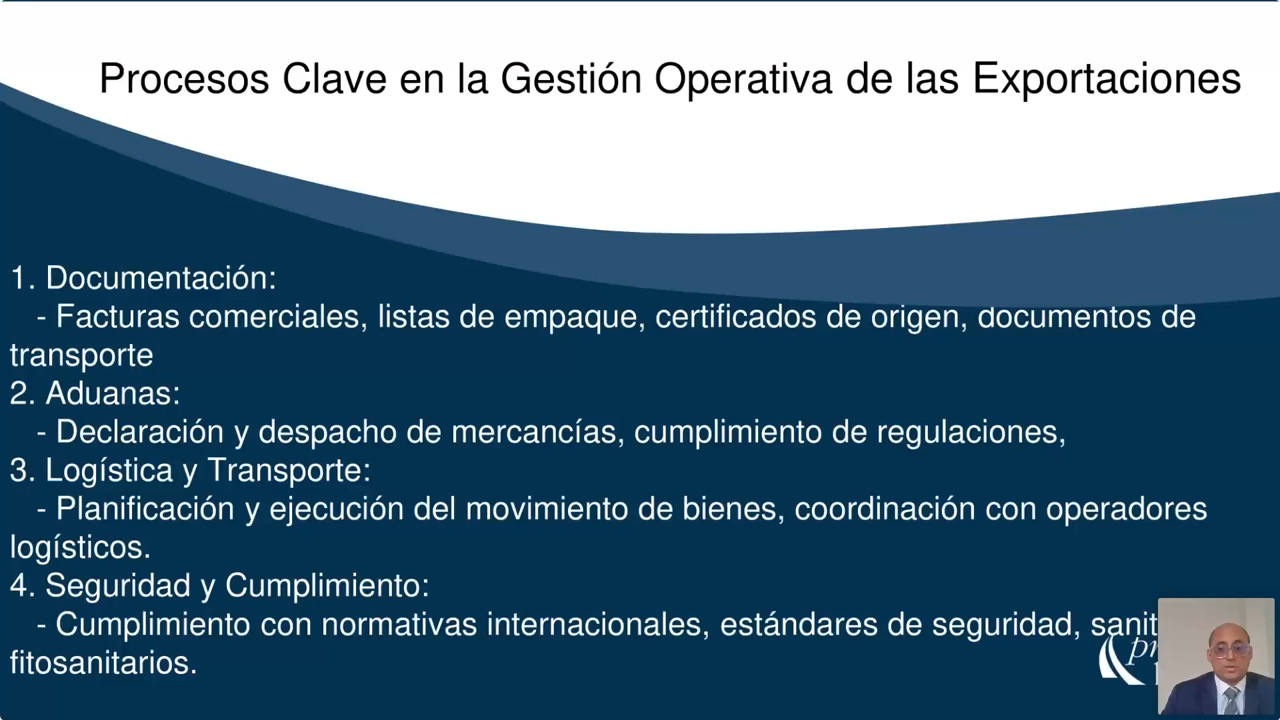 Procesos Clave en la Gestión Operativa de las Exportaciones
1. Documentación:
- Facturas comerciales, listas de empaque, certificados de origen, documentos de
transporte
2. Aduanas:
- Declaración y despacho de mercancías, cumplimiento de regulaciones,
3. Logística y Transporte:
- Planificación y ejecución del movimiento de bienes, coordinación con operadores
logísticos.
4. Seguridad y Cumplimiento:
- Cumplimiento con normativas internacionales, estándares de seguridad,
fitosanitarios.